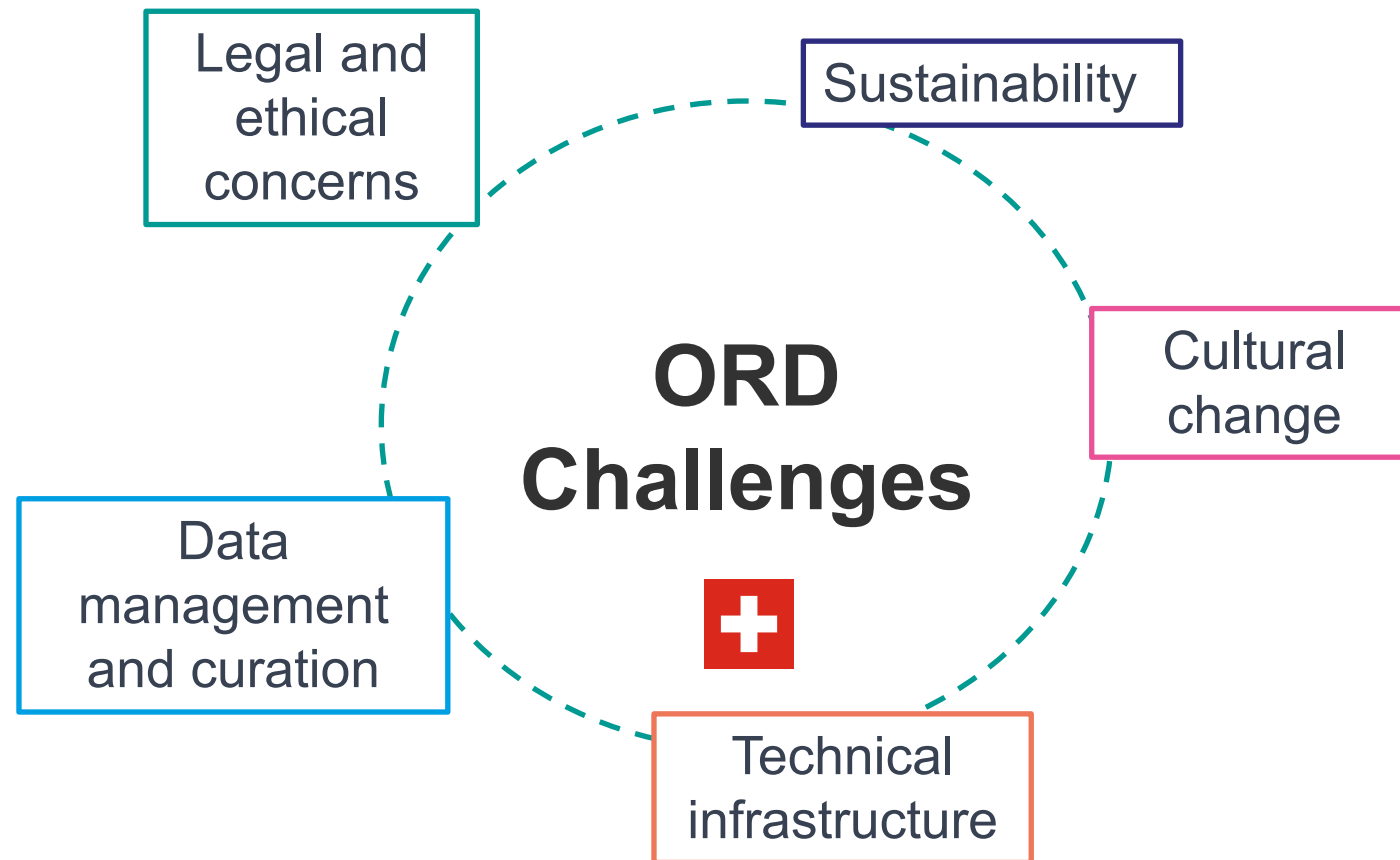 Legal and
ethical
concerns
Sustainability
Cultural
change
ORD
Challenges
Data
management
and curation
Technical
infrastructure